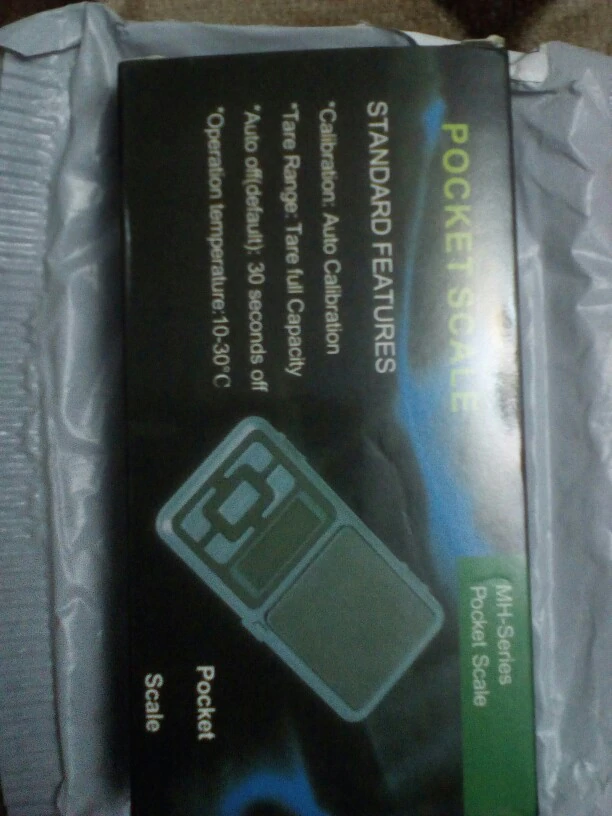 POCKET SCALE
MH-Series
Pocket Scale
STANDARD FEATURES
*Calibration: Auto Calibration
*Tare Range: Tare full Capacity
*Auto off(default): 30 seconds off
*Operation temperature:10-30°C
Pocket
Scale